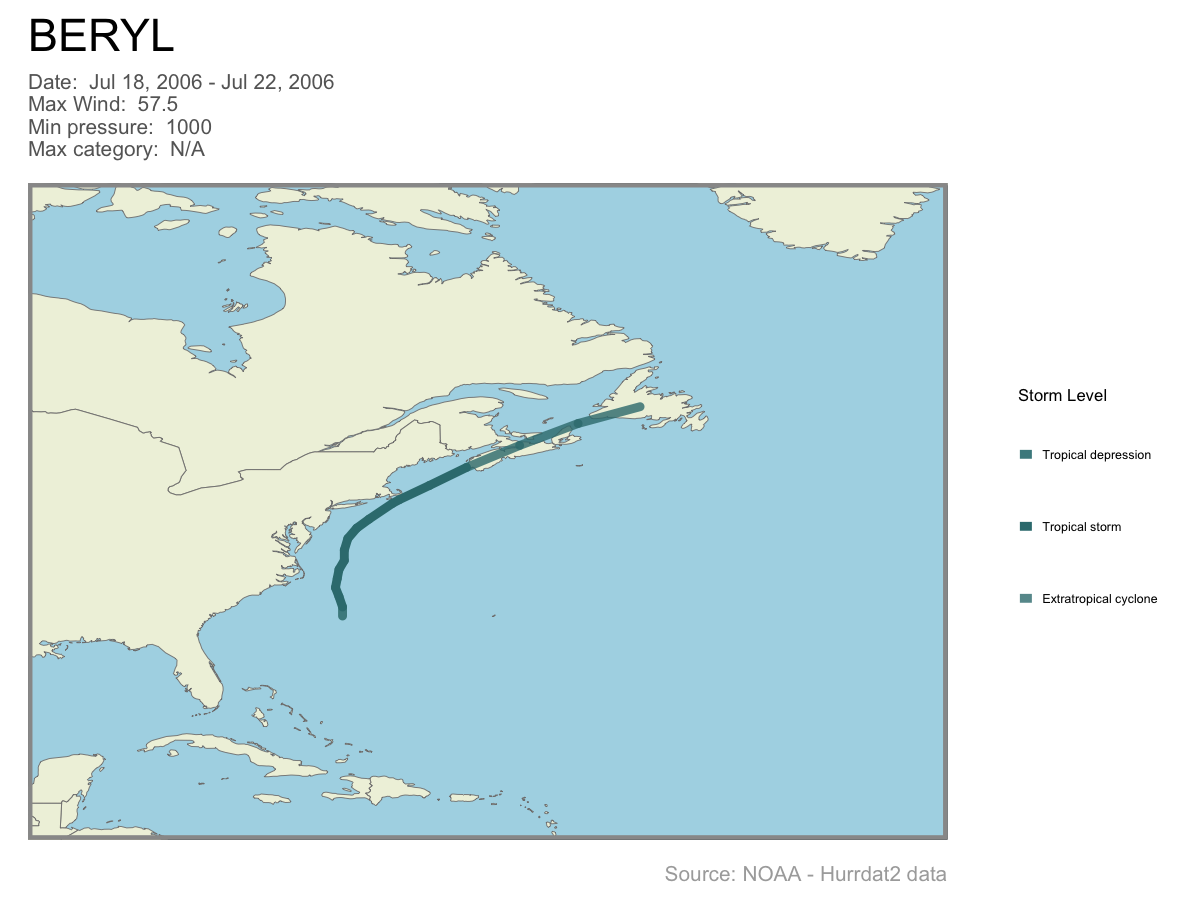 BERYL
Date:  Jul 18, 2006 - Jul 22, 2006
Max Wind:  57.5
Min pressure:  1000
Max category:  N/A
Storm Level
Tropical depression
Tropical storm
Extratropical cyclone
Source: NOAA - Hurrdat2 data